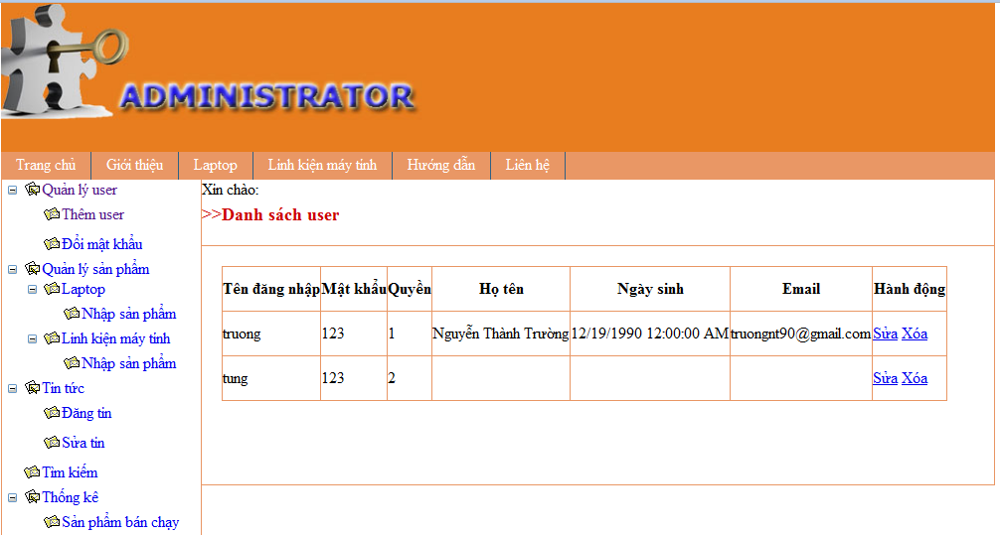 ADMINISTRATOR
Trang chủ Giới thiệu Laptop Linh kiện máy tính Hướng dẫn Liên hệ
Quản lý user
Thêm user
Đổi mật khẩu
Quản lý sản phẩm
Laptop
Nhập sản phẩm
Linh kiện máy tính
Nhập sản phẩm
Tin tức
Đăng tin
Sửa tin
Tìm kiếm
Thống kê
Sản phẩm bán chạy
Xin chào:
>>Danh sách user
Tên đăng nhập Mật khẩu Quyền Họ tên Ngày sinh Email Hành động
truong 123 1 Nguyễn Thành Trường 12/19/1990 12:00:00 AM truongnt90@gmail.com Sửa Xóa
tung 123 2 Sửa Xóa